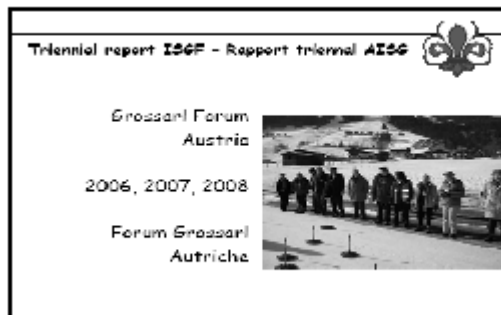 Triennial report ISGF - Rapport triennal AISG
Grossarl Forum
Austria
2006, 2007, 2008
Forum Grossarl
Autriche